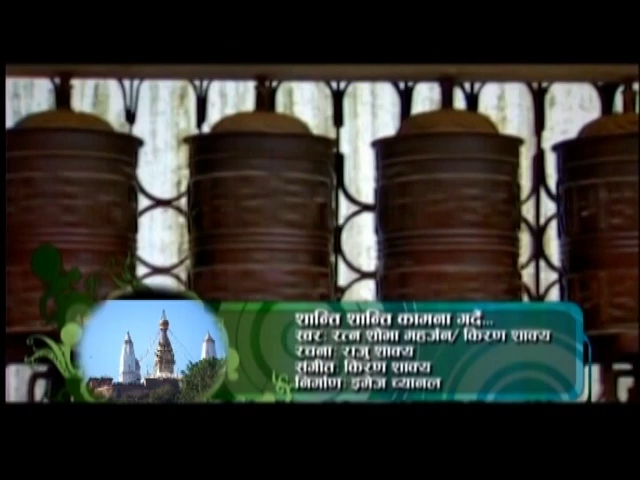 शान्ति शान्ति कामना गर्दै...
स्वर: रत्न शोभा महर्जन/ किरण शाक्य
रचना: राजु शाक्य
संगीत: किरण शाक्य
निर्माण: इमेज च्यानल